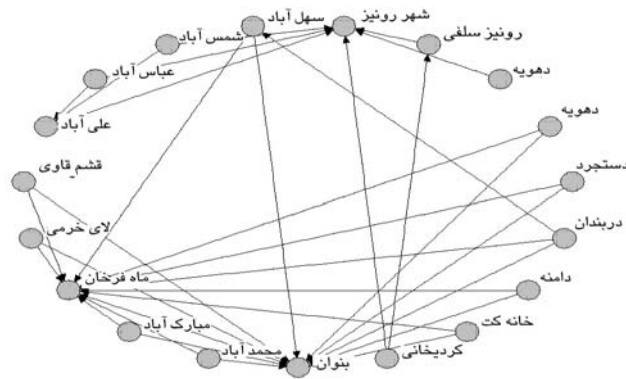 سهل آباد
شهر رونیز
رونیز سلفی
شمس آباد
عباس آباد
دهویه
علی آباد
دهویه
قشم قاوی
دستجرد
لای خرمی
دربندان
ماه فرخان
دامنه
مبارک آباد
خانه کت
محمد آباد
بنوان
کردیخانی